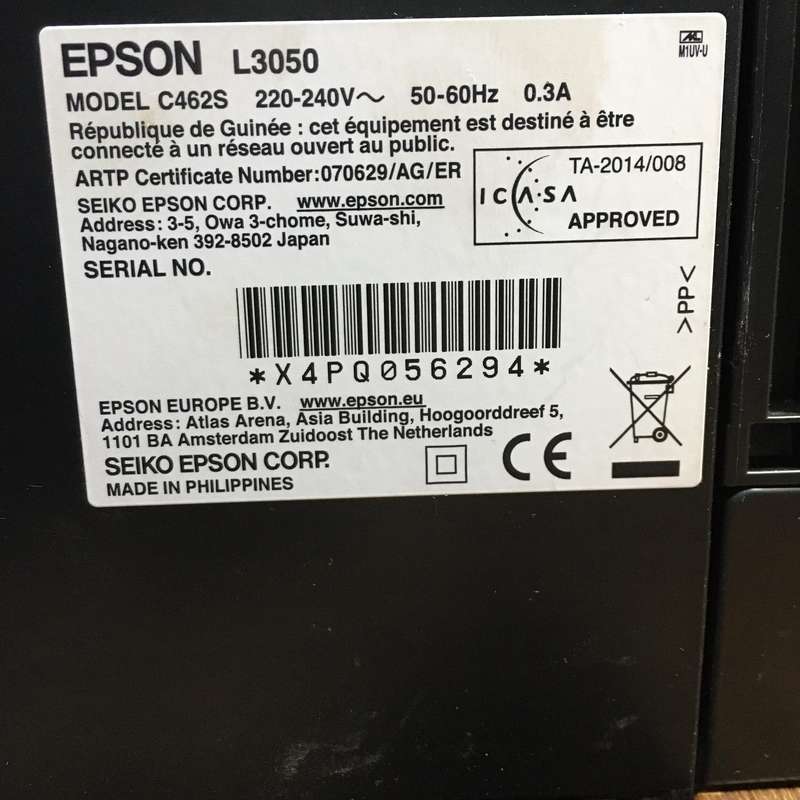 EPSON L3050
M1UV-U
MODEL C462S 220-240V~ 50-60Hz 0.3A
République de Guinée : cet équipement est destiné à être
connecté à un réseau ouvert au public.
ARTP Certificate Number:070629/AG/ER
TA-2014/008
ICASA
APPROVED
SEIKO EPSON CORP. www.epson.com
Address: 3-5, Owa 3-chome, Suwa-shi,
Nagano-ken 392-8502 Japan
SERIAL NO.
>PP<
*X4PQ056294*
EPSON EUROPE B.V. www.epson.eu
Address: Atlas Arena, Asia Building, Hoogoorddreef 5,
1101 BA Amsterdam Zuidoost The Netherlands
SEIKO EPSON CORP.
MADE IN PHILIPPINES
CE